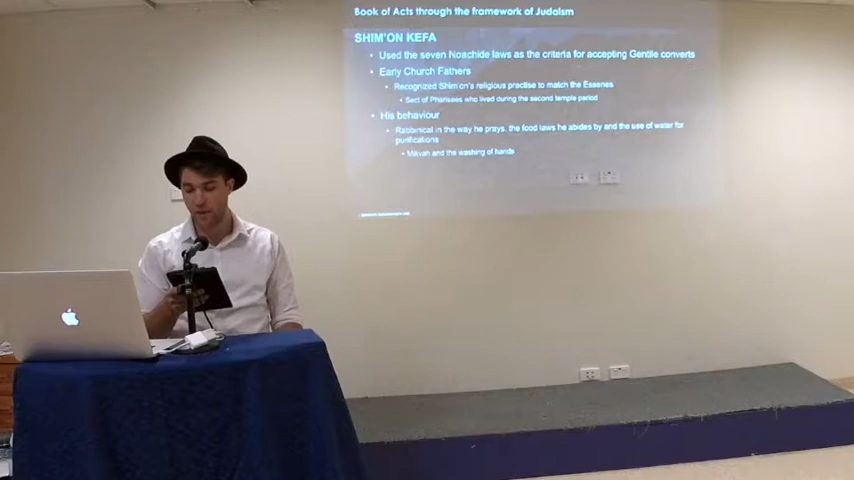 Book of Acts through the framework of Judaism
SHIM'ON KEFA
Used the seven Noachide laws as the criteria for accepting Gentile converts
Early Church Fathers
Recognized Shim'on's religious practise to match the Essenes
Sect of Pharisees who lived during the second temple period
His behaviour
Rabbinical in the way he prays, the food laws he abides by and the use of water for
purifications
Mikvah and the washing of hands